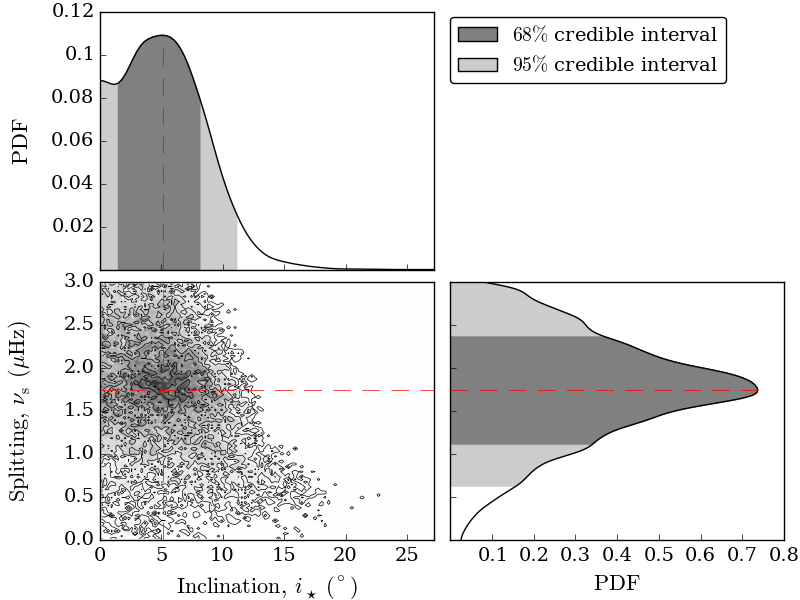 0.12
0.1
0.08
0.06
0.04
0.02
PDF
68% credible interval
95% credible interval
3.0
2.5
2.0
1.5
1.0
0.5
0.0
Splitting, νs (μHz)
0 5 10 15 20 25
Inclination, i⋆ (°)
0.1 0.2 0.3 0.4 0.5 0.6 0.7 0.8
PDF